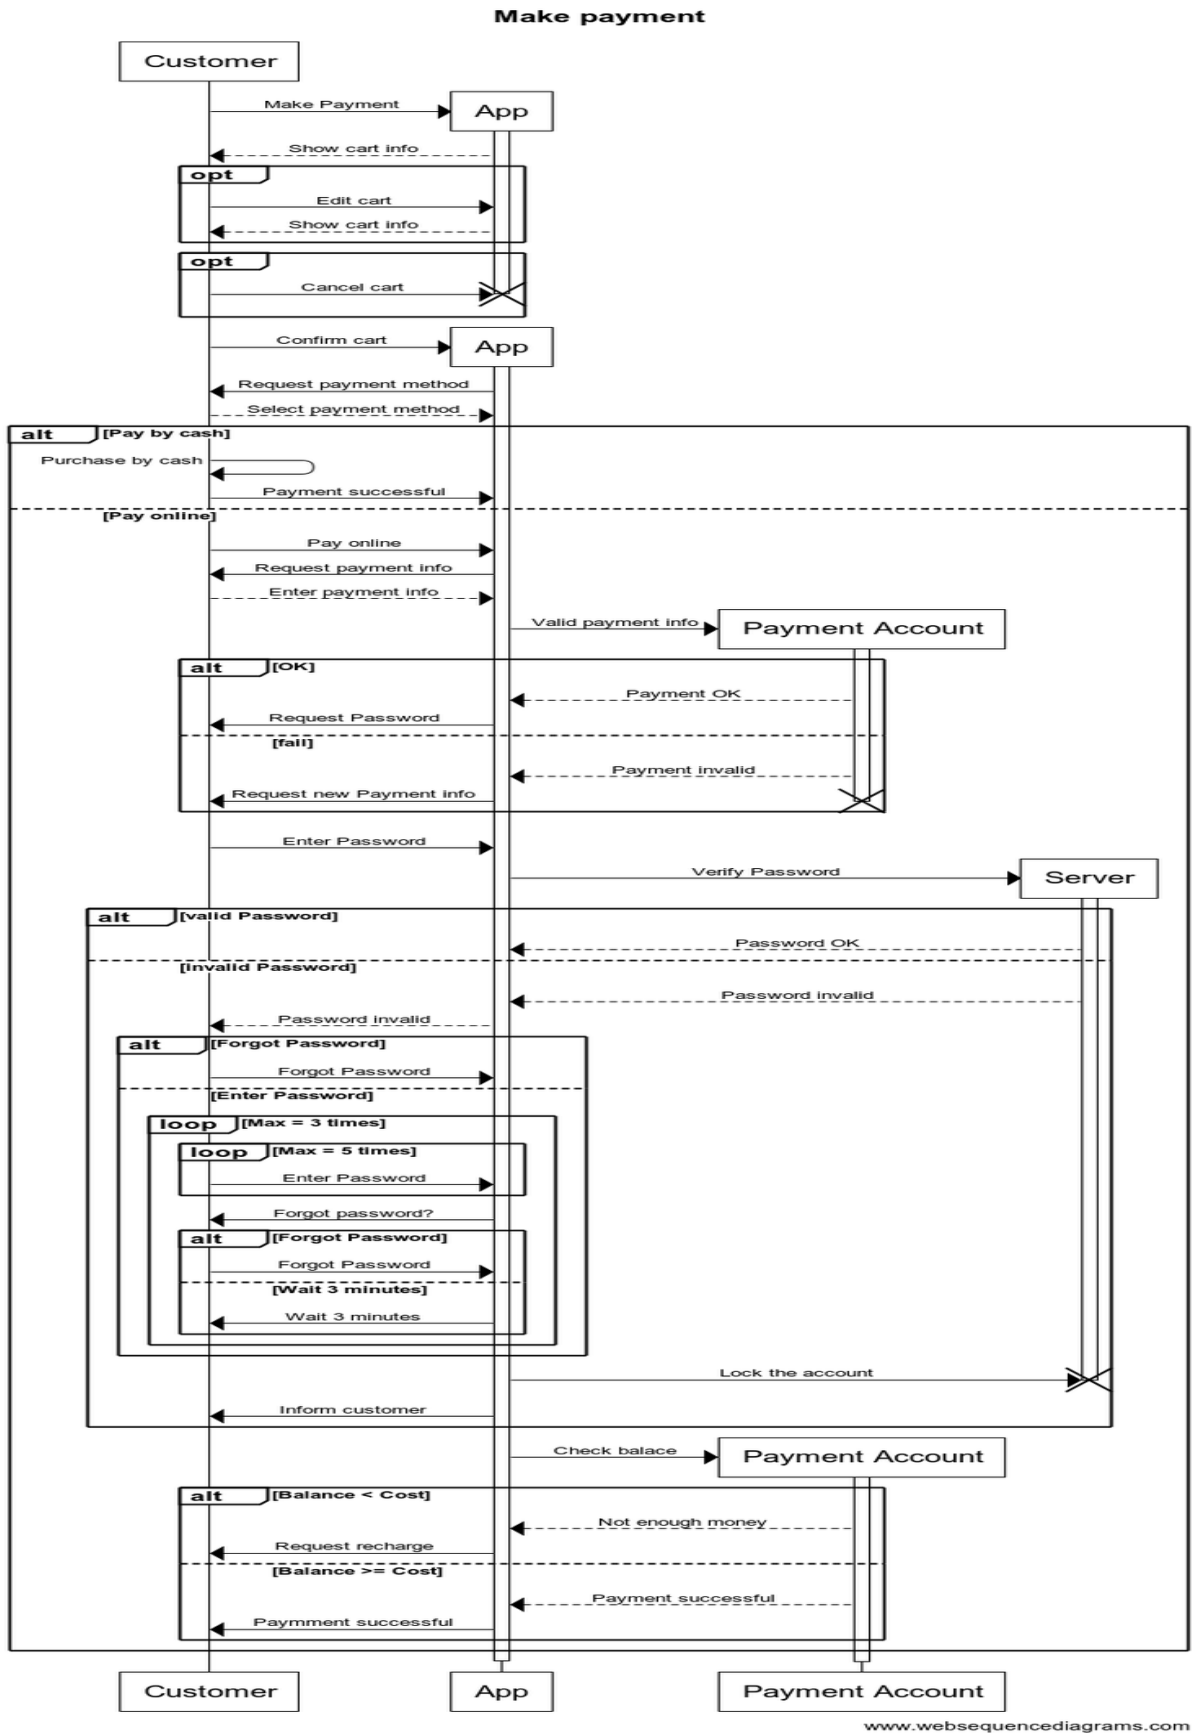 Make payment
Customer
Make Payment
App
Show cart info
opt
Edit cart
Show cart info
opt
Cancel cart
Confirm cart
App
Request payment method
Select payment method
alt [Pay by cash]
Purchase by cash
Payment successful
[Pay online]
Pay online
Request payment info
Enter payment info
Valid payment info
Payment Account
alt [OK]
Payment OK
Request Password
[fail]
Payment invalid
Request new Payment info
Enter Password
Verify Password
Server
alt [valid Password]
Password OK
[invalid Password]
Password invalid
Password invalid
alt [Forgot Password]
Forgot Password
[Enter Password]
loop [Max = 3 times]
loop [Max = 5 times]
Enter Password
Forgot password?
alt [Forgot Password]
Forgot Password
[Wait 3 minutes]
Wait 3 minutes
Lock the account
Inform customer
Check balace
Payment Account
alt [Balance < Cost]
Not enough money
Request recharge
[Balance >= Cost]
Payment successful
Paymment successful
Customer
App
Payment Account
www.websequencediagrams.com